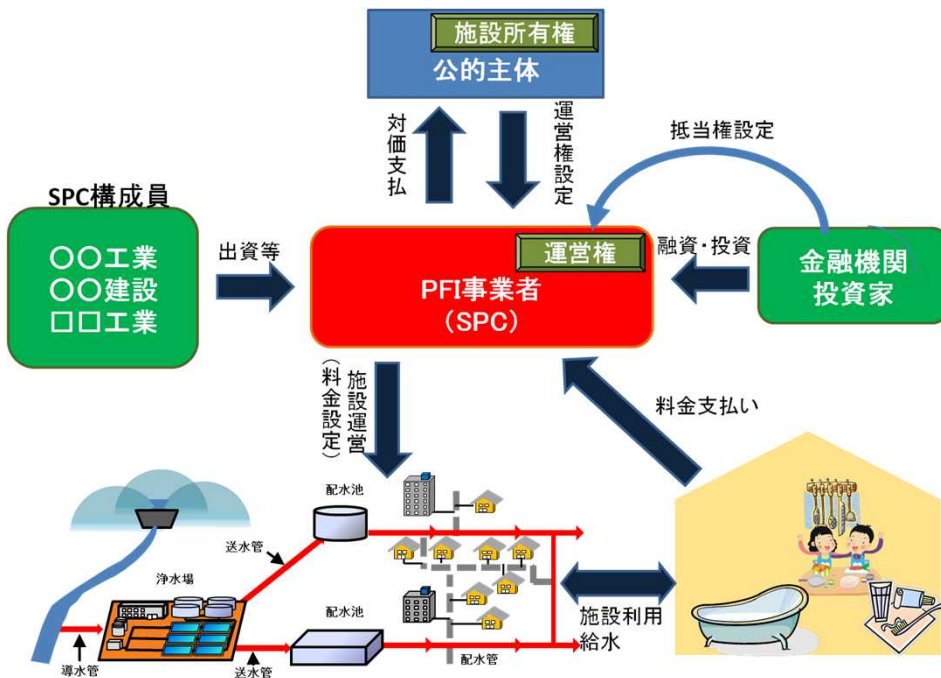 施設所有権
公的主体
対価支払
運営権設定
抵当権設定
SPC構成員
○○工業
○○建設
□□工業
出資等
運営権
PFI事業者
(SPC)
融資・投資
金融機関
投資家
施設運営
(料金設定)
料金支払い
配水池
送水管
浄水場
配水池
導水管
送水管
配水管
施設利用
給水